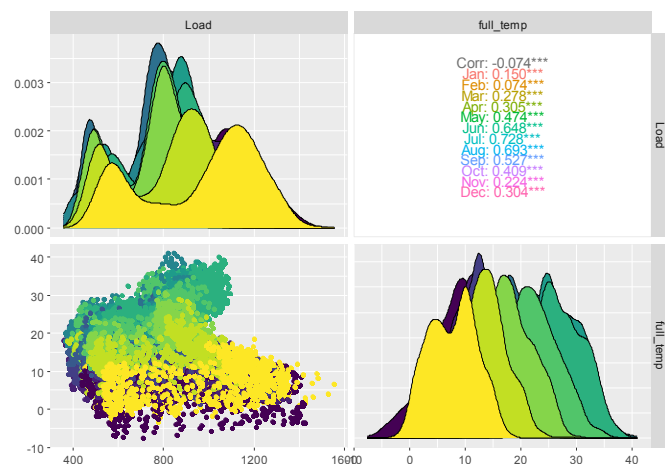 Load
full_temp
0.003
0.002
0.001
0.000
Corr: -0.074***
Jan: 0.150***
Feb: 0.074***
Mar: 0.278***
Apr: 0.305***
May: 0.474***
Jun: 0.648***
Jul: 0.728***
Aug: 0.693***
Sep: 0.527***
Oct: 0.409***
Nov: 0.224***
Dec: 0.304***
Load
40
30
20
10
0
-10
full_temp
400
800
1200
1600
-10
0
10
20
30
40